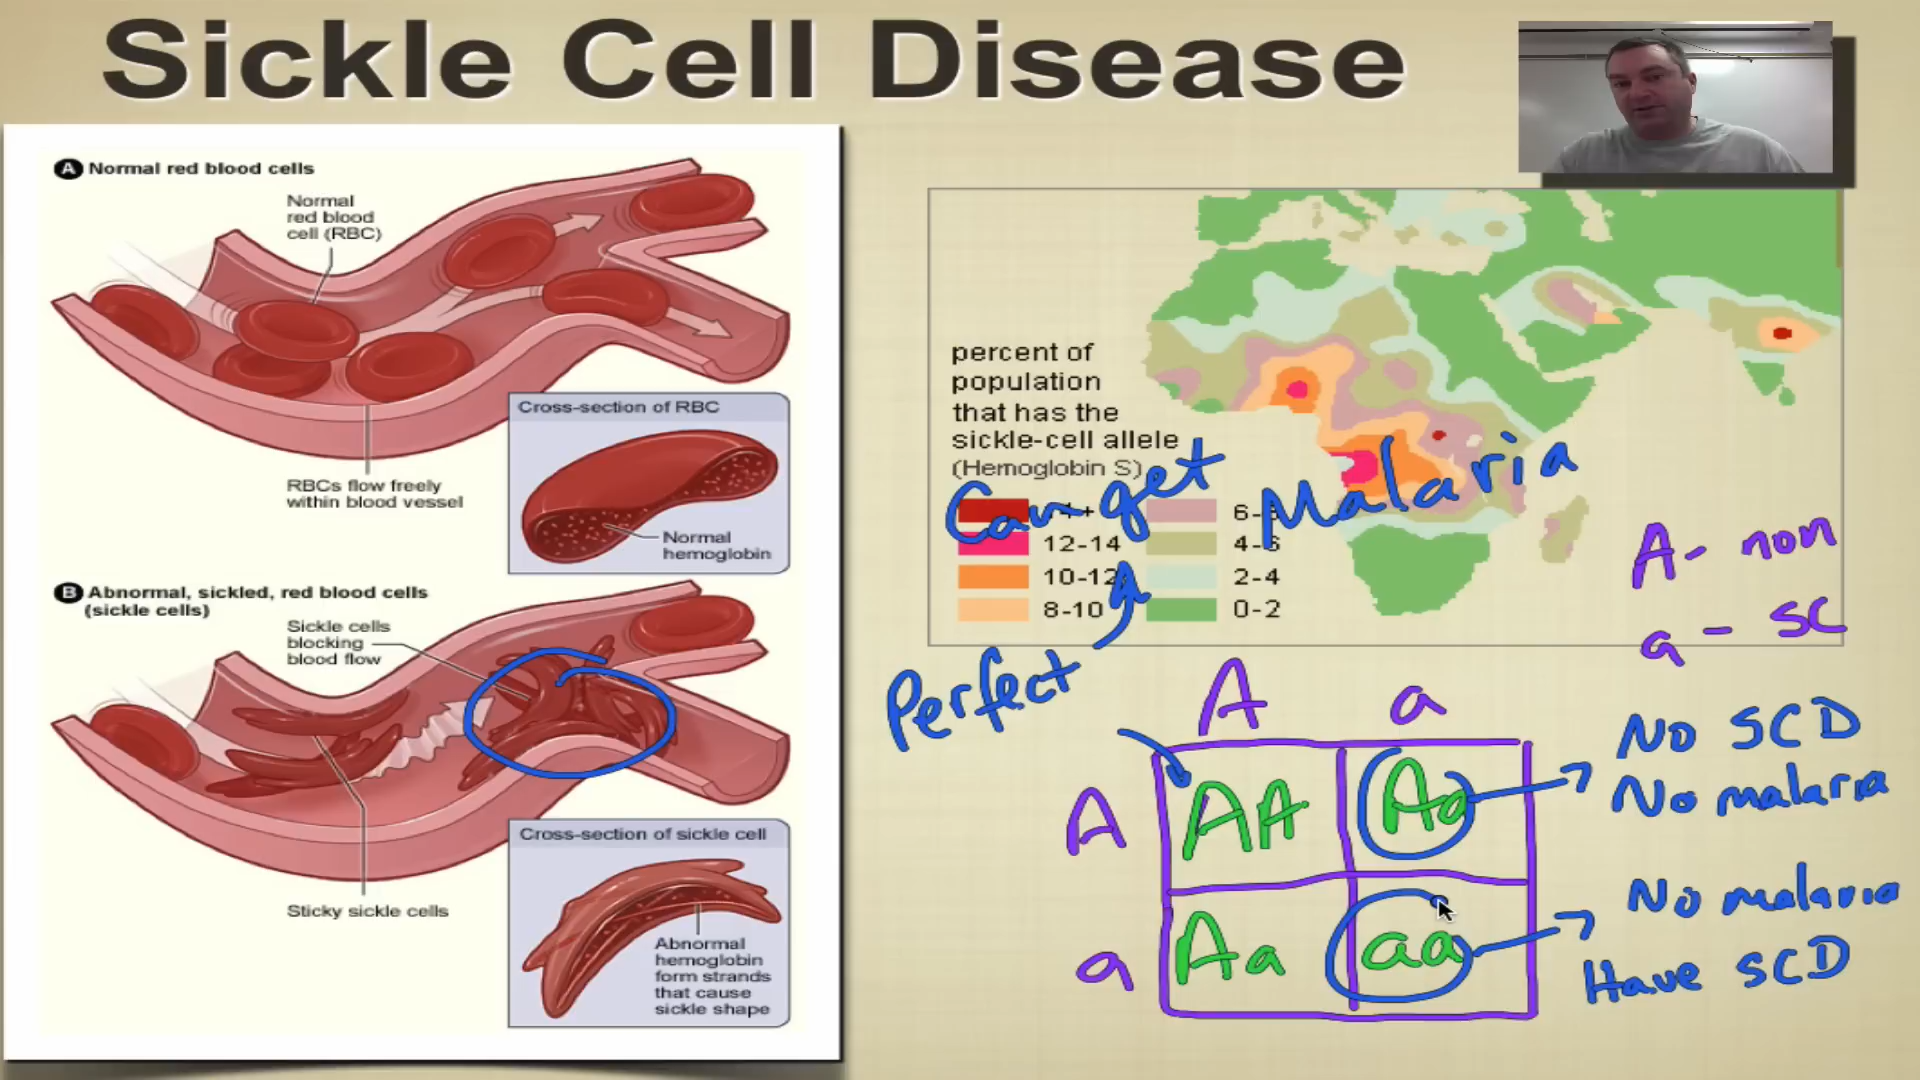 Sickle Cell Disease
A Normal red blood cells
Normal
red blood
cell (RBC)
RBCs flow freely
within blood vessel
Cross-section of RBC
Normal
hemoglobin
B Abnormal, sickled, red blood cells
(sickle cells)
Sickle cells
blocking
blood flow
Sticky sickle cells
Cross-section of sickle cell
Abnormal
hemoglobin
form strands
that cause
sickle shape
percent of
population
that has the
sickle-cell allele
(Hemoglobin S)
6-
12-14
4-6
10-12
2-4
8-10
0-2
Can get Malaria
Perfect
A - non
a - SC
A a
A AA Aa
a Aa aa
No SCD
No malaria
No malaria
Have SCD